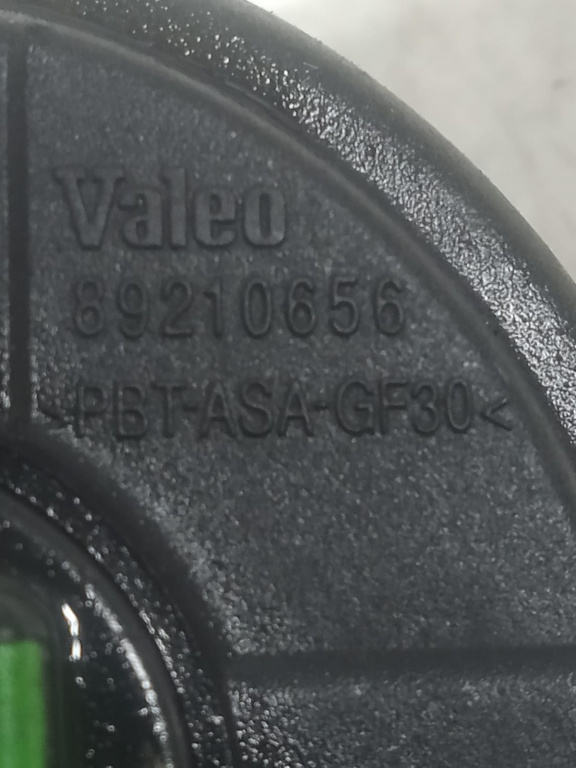 Valeo
89210656
>PBT-ASA-GF30<